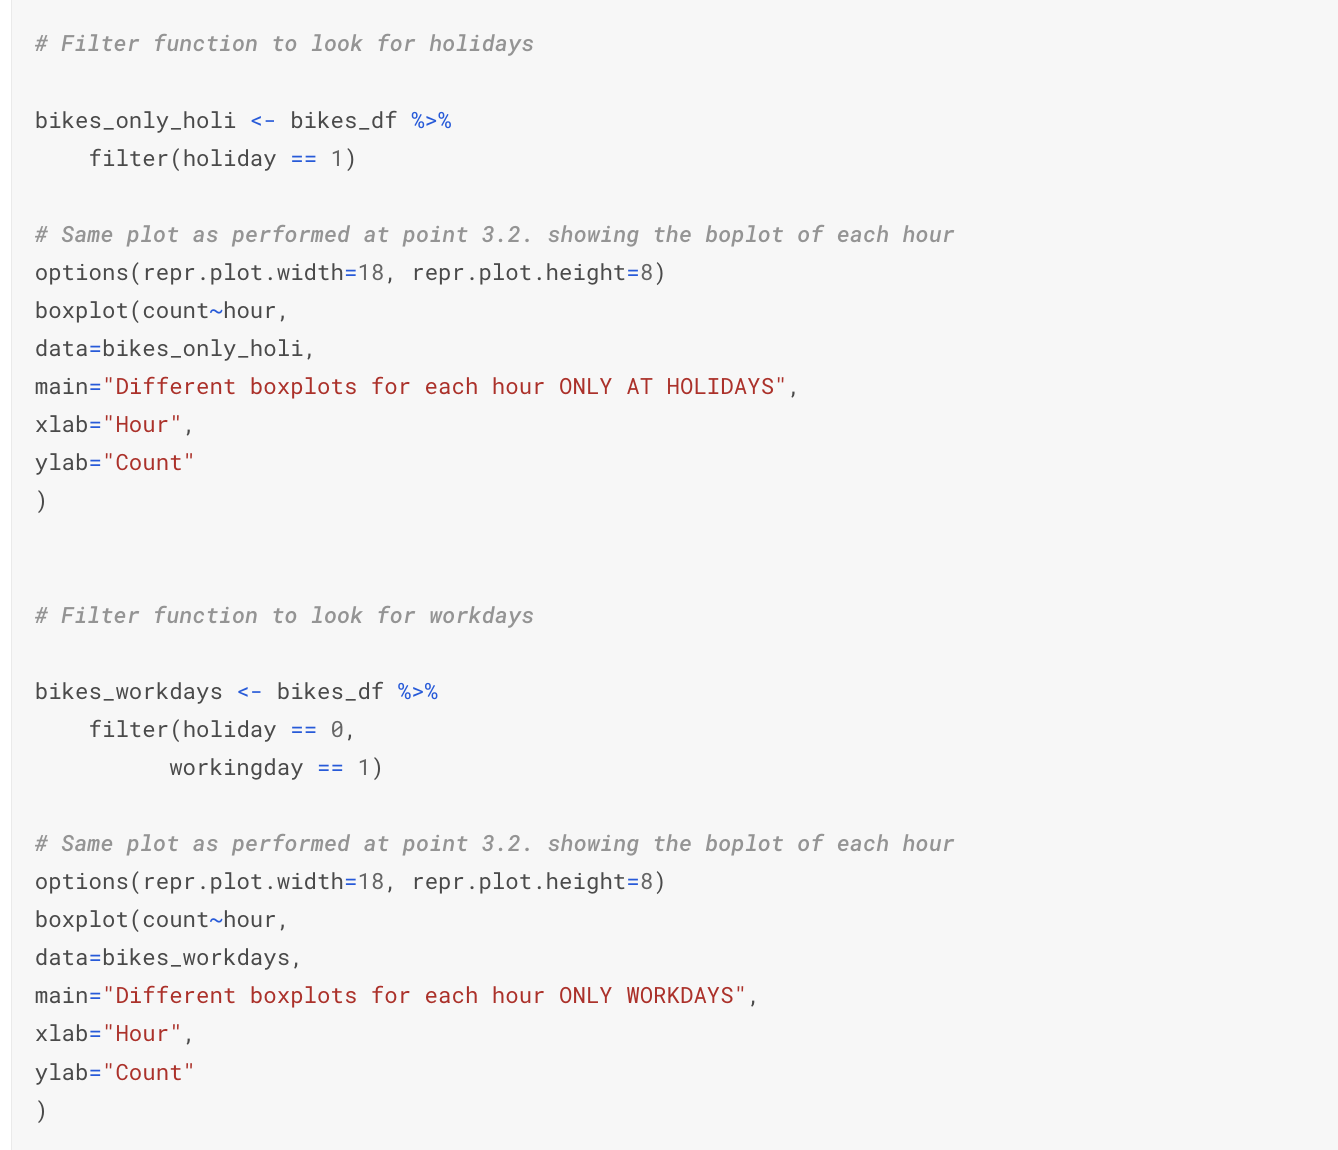 # Filter function to look for holidays
bikes_only_holi <- bikes_df %>%
    filter(holiday == 1)
# Same plot as performed at point 3.2. showing the boplot of each hour
options(repr.plot.width=18, repr.plot.height=8)
boxplot(count~hour,
data=bikes_only_holi,
main="Different boxplots for each hour ONLY AT HOLIDAYS",
xlab="Hour",
ylab="Count"
)
# Filter function to look for workdays
bikes_workdays <- bikes_df %>%
    filter(holiday == 0,
          workingday == 1)
# Same plot as performed at point 3.2. showing the boplot of each hour
options(repr.plot.width=18, repr.plot.height=8)
boxplot(count~hour,
data=bikes_workdays,
main="Different boxplots for each hour ONLY WORKDAYS",
xlab="Hour",
ylab="Count"
)